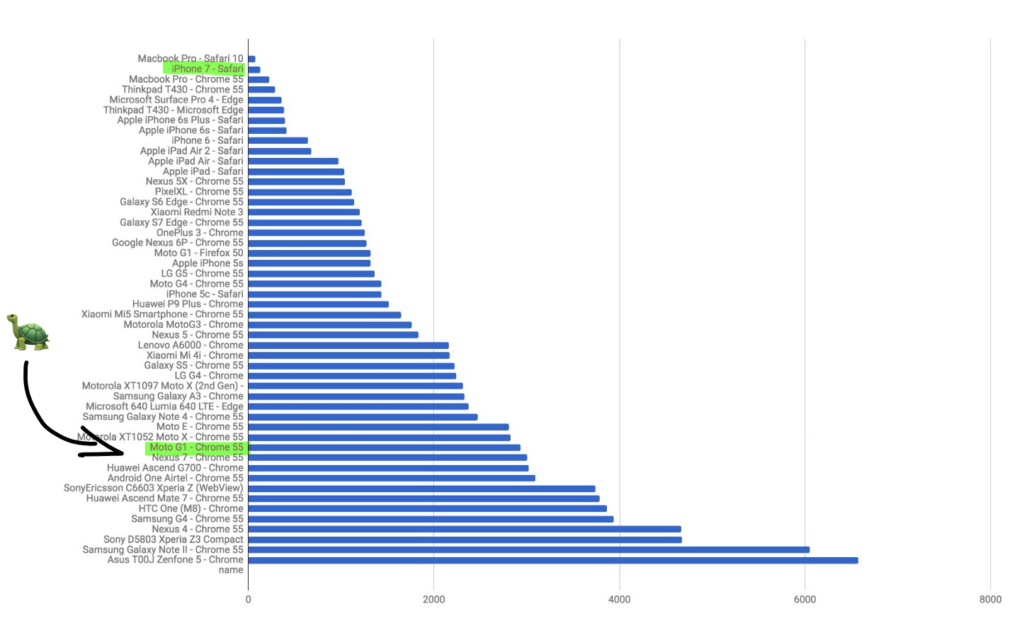 Macbook Pro - Safari 10
iPhone 7 - Safari
Macbook Pro - Chrome 55
Thinkpad T430 - Chrome 55
Microsoft Surface Pro 4 - Edge
Thinkpad T430 - Microsoft Edge
Apple iPhone 6s Plus - Safari
Apple iPhone 6s - Safari
iPhone 6 - Safari
Apple iPad Air 2 - Safari
Apple iPad Air - Safari
Apple iPad - Safari
Nexus 5X - Chrome 55
PixelXL - Chrome 55
Galaxy S6 Edge - Chrome 55
Xiaomi Redmi Note 3
Galaxy S7 Edge - Chrome 55
OnePlus 3 - Chrome
Google Nexus 6P - Chrome 55
Moto G1 - Firefox 50
Apple iPhone 5s
LG G5 - Chrome 55
Moto G4 - Chrome 55
iPhone 5c - Safari
Huawei P9 Plus - Chrome
Xiaomi Mi5 Smartphone - Chrome 55
Motorola MotoG3 - Chrome
Nexus 5 - Chrome 55
Lenovo A6000 - Chrome
Xiaomi Mi 4i - Chrome
Galaxy S5 - Chrome 55
LG G4 - Chrome
Motorola XT1097 Moto X (2nd Gen) -
Samsung Galaxy A3 - Chrome
Microsoft 640 Lumia 640 LTE - Edge
Samsung Galaxy Note 4 - Chrome 55
Moto E - Chrome 55
Motorola XT1052 Moto X - Chrome 55
Moto G1 - Chrome 55
Nexus 7 - Chrome 55
Huawei Ascend G700 - Chrome
Android One Airtel - Chrome 55
SonyEricsson C6603 Xperia Z (WebView)
Huawei Ascend Mate 7 - Chrome 55
HTC One (M8) - Chrome 55
Samsung G4 - Chrome 55
Nexus 4 - Chrome 55
Sony D5803 Xperia Z3 Compact
Samsung Galaxy Note II - Chrome 55
Asus T00J Zenfone 5 - Chrome
name
0 2000 4000 6000 8000